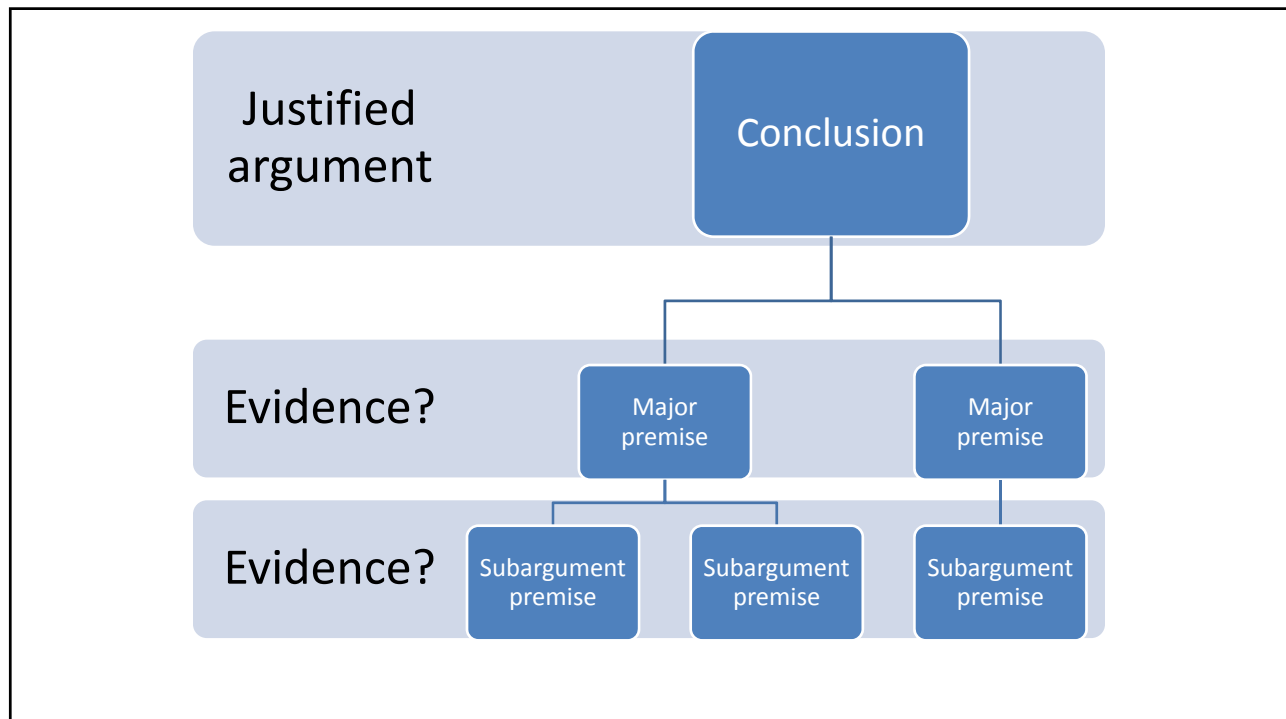 Justified
argument
Conclusion
Evidence?
Major
premise
Major
premise
Evidence?
Subargument
premise
Subargument
premise
Subargument
premise